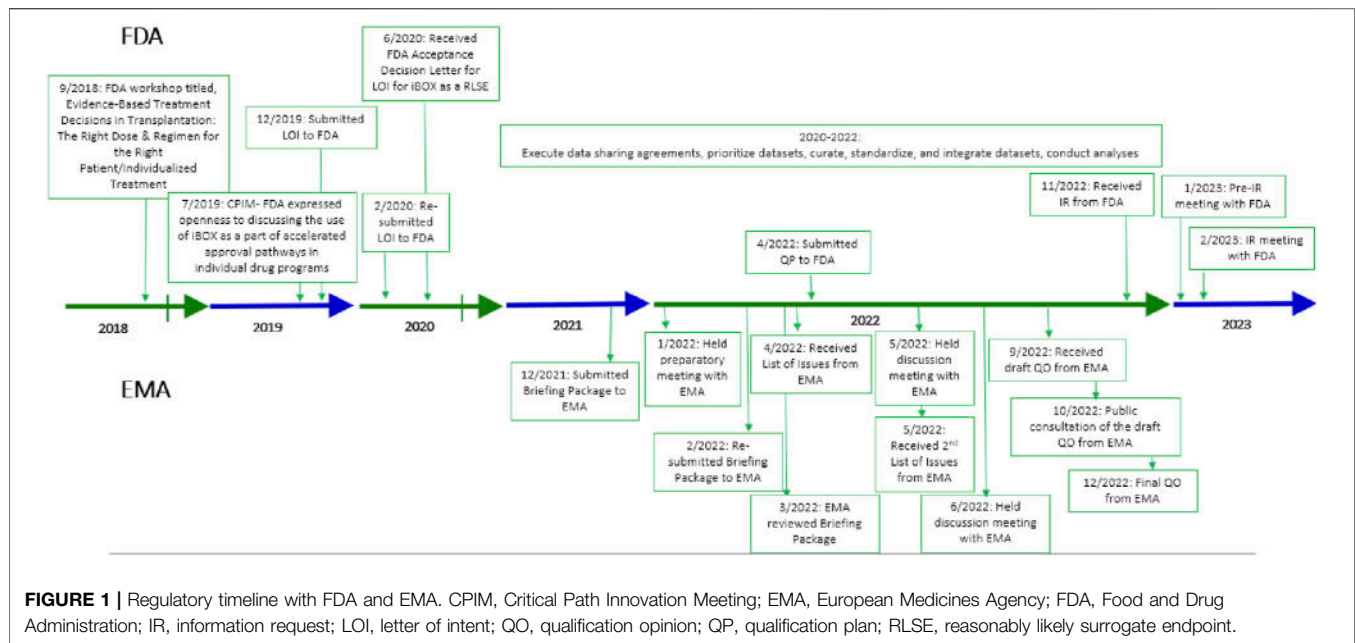 FDA
9/2018: FDA workshop titled,
Evidence-Based Treatment
Decisions in Transplantation:
The Right Dose & Regimen for
the Right
Patient/Individualized
Treatment
7/2019: CPIM- FDA expressed
openness to discussing the use
of iBOX as a part of accelerated
approval pathways in
individual drug programs
12/2019: Submitted
LOI to FDA
6/2020: Received
FDA Acceptance
Decision Letter for
LOI for iBOX as a RLSE
2/2020: Re-
submitted LOI to FDA
2020-2022:
Execute data sharing agreements, prioritize datasets, curate, standardize, and integrate datasets, conduct analyses
4/2022: Submitted
QP to FDA
11/2022: Received
IR from FDA
1/2023: Pre-IR
meeting with FDA
2/2023: IR meeting
with FDA
2018
2019
2020
2021
2022
2023
EMA
12/2021: Submitted
Briefing Package to
EMA
1/2022: Held
preparatory
meeting with
EMA
2/2022: Re-
submitted Briefing
Package to EMA
4/2022: Received
List of Issues from
EMA
3/2022: EMA
reviewed Briefing
Package
5/2022: Held
discussion
meeting with
EMA
5/2022:
Received 2nd
List of Issues
from EMA
6/2022: Held
discussion meeting
with EMA
9/2022: Received
draft QO from EMA
10/2022: Public
consultation of the draft
QO from EMA
12/2022: Final QO
from EMA
FIGURE 1 | Regulatory timeline with FDA and EMA. CPIM, Critical Path Innovation Meeting; EMA, European Medicines Agency; FDA, Food and Drug
Administration; IR, information request; LOI, letter of intent; QO, qualification opinion; QP, qualification plan; RLSE, reasonably likely surrogate endpoint.